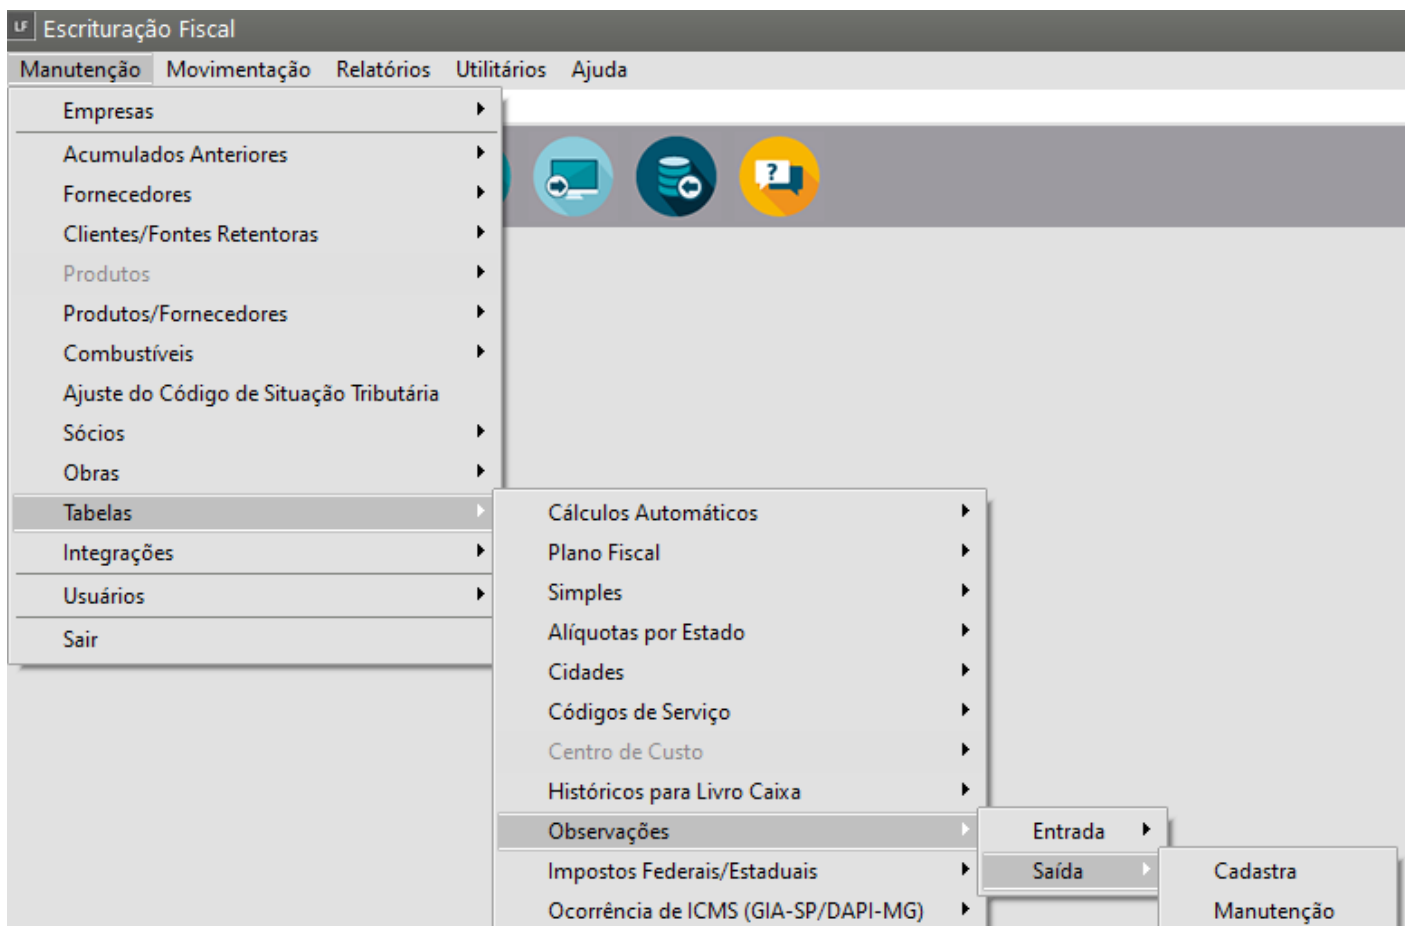 LF Escrituração Fiscal
Manutenção Movimentação Relatórios Utilitários Ajuda
Empresas
Acumulados Anteriores
Fornecedores
Clientes/Fontes Retentoras
Produtos
Produtos/Fornecedores
Combustíveis
Ajuste do Código de Situação Tributária
Sócios
Obras
Tabelas
Integrações
Usuários
Sair
Cálculos Automáticos
Plano Fiscal
Simples
Alíquotas por Estado
Cidades
Códigos de Serviço
Centro de Custo
Históricos para Livro Caixa
Observações
Impostos Federais/Estaduais
Ocorrência de ICMS (GIA-SP/DAPI-MG)
Entrada
Saída
Cadastra
Manutenção